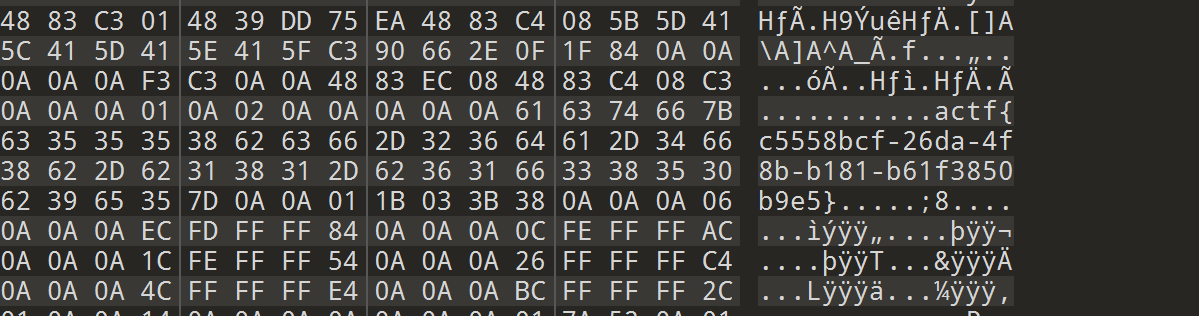 48 83 C3 01 48 39 DD 75 EA 48 83 C4 08 5B 5D 41 HƒÃ.H9ÝuêHƒÄ.[]A
5C 41 5D 41 5E 41 5F C3 90 66 2E 0F 1F 84 0A 0A \A]A^A_Ã.f...„..
0A 0A 0A F3 C3 0A 0A 48 83 EC 08 48 83 C4 08 C3 ...óÃ..Hƒì.HƒÄ.Ã
0A 0A 0A 01 0A 02 0A 0A 0A 0A 0A 61 63 74 66 7B ...........actf{
63 35 35 35 38 62 63 66 2D 32 36 64 61 2D 34 66 c5558bcf-26da-4f
38 62 2D 62 31 38 31 2D 62 36 31 66 33 38 35 30 8b-b181-b61f3850
62 39 65 35 7D 0A 0A 01 1B 03 3B 38 0A 0A 0A 06 b9e5}.....;8....
0A 0A 0A EC FD FF FF 84 0A 0A 0A 0C FE FF FF AC ...ìýÿÿ„....þÿÿ¬
0A 0A 0A 1C FE FF FF 54 0A 0A 0A 26 FF FF FF C4 ....þÿÿT...&ÿÿÿÄ
0A 0A 0A 4C FF FF FF E4 0A 0A 0A BC FF FF FF 2C ...Lÿÿÿä...¼ÿÿÿ,